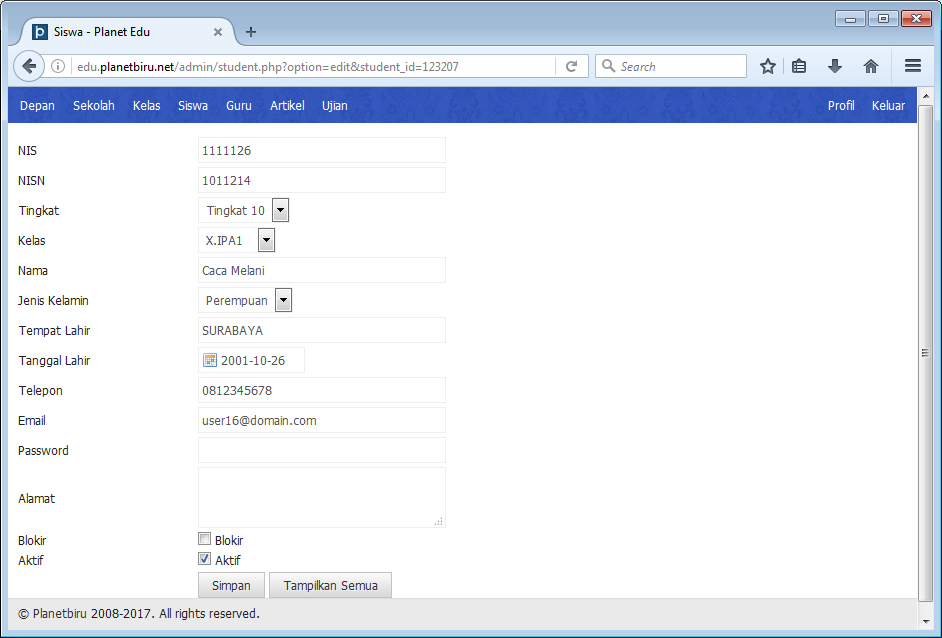 Siswa - Planet Edu
edu.planetbiru.net/admin/student.php?option=edit&student_id=123207
Search
Depan Sekolah Kelas Siswa Guru Artikel Ujian Profil Keluar
NIS 1111126
NISN 1011214
Tingkat Tingkat 10
Kelas X.IPA1
Nama Caca Melani
Jenis Kelamin Perempuan
Tempat Lahir SURABAYA
Tanggal Lahir 2001-10-26
Telepon 0812345678
Email user16@domain.com
Password
Alamat
Blokir Blokir
Aktif Aktif
Simpan Tampilkan Semua
© Planetbiru 2008-2017. All rights reserved.